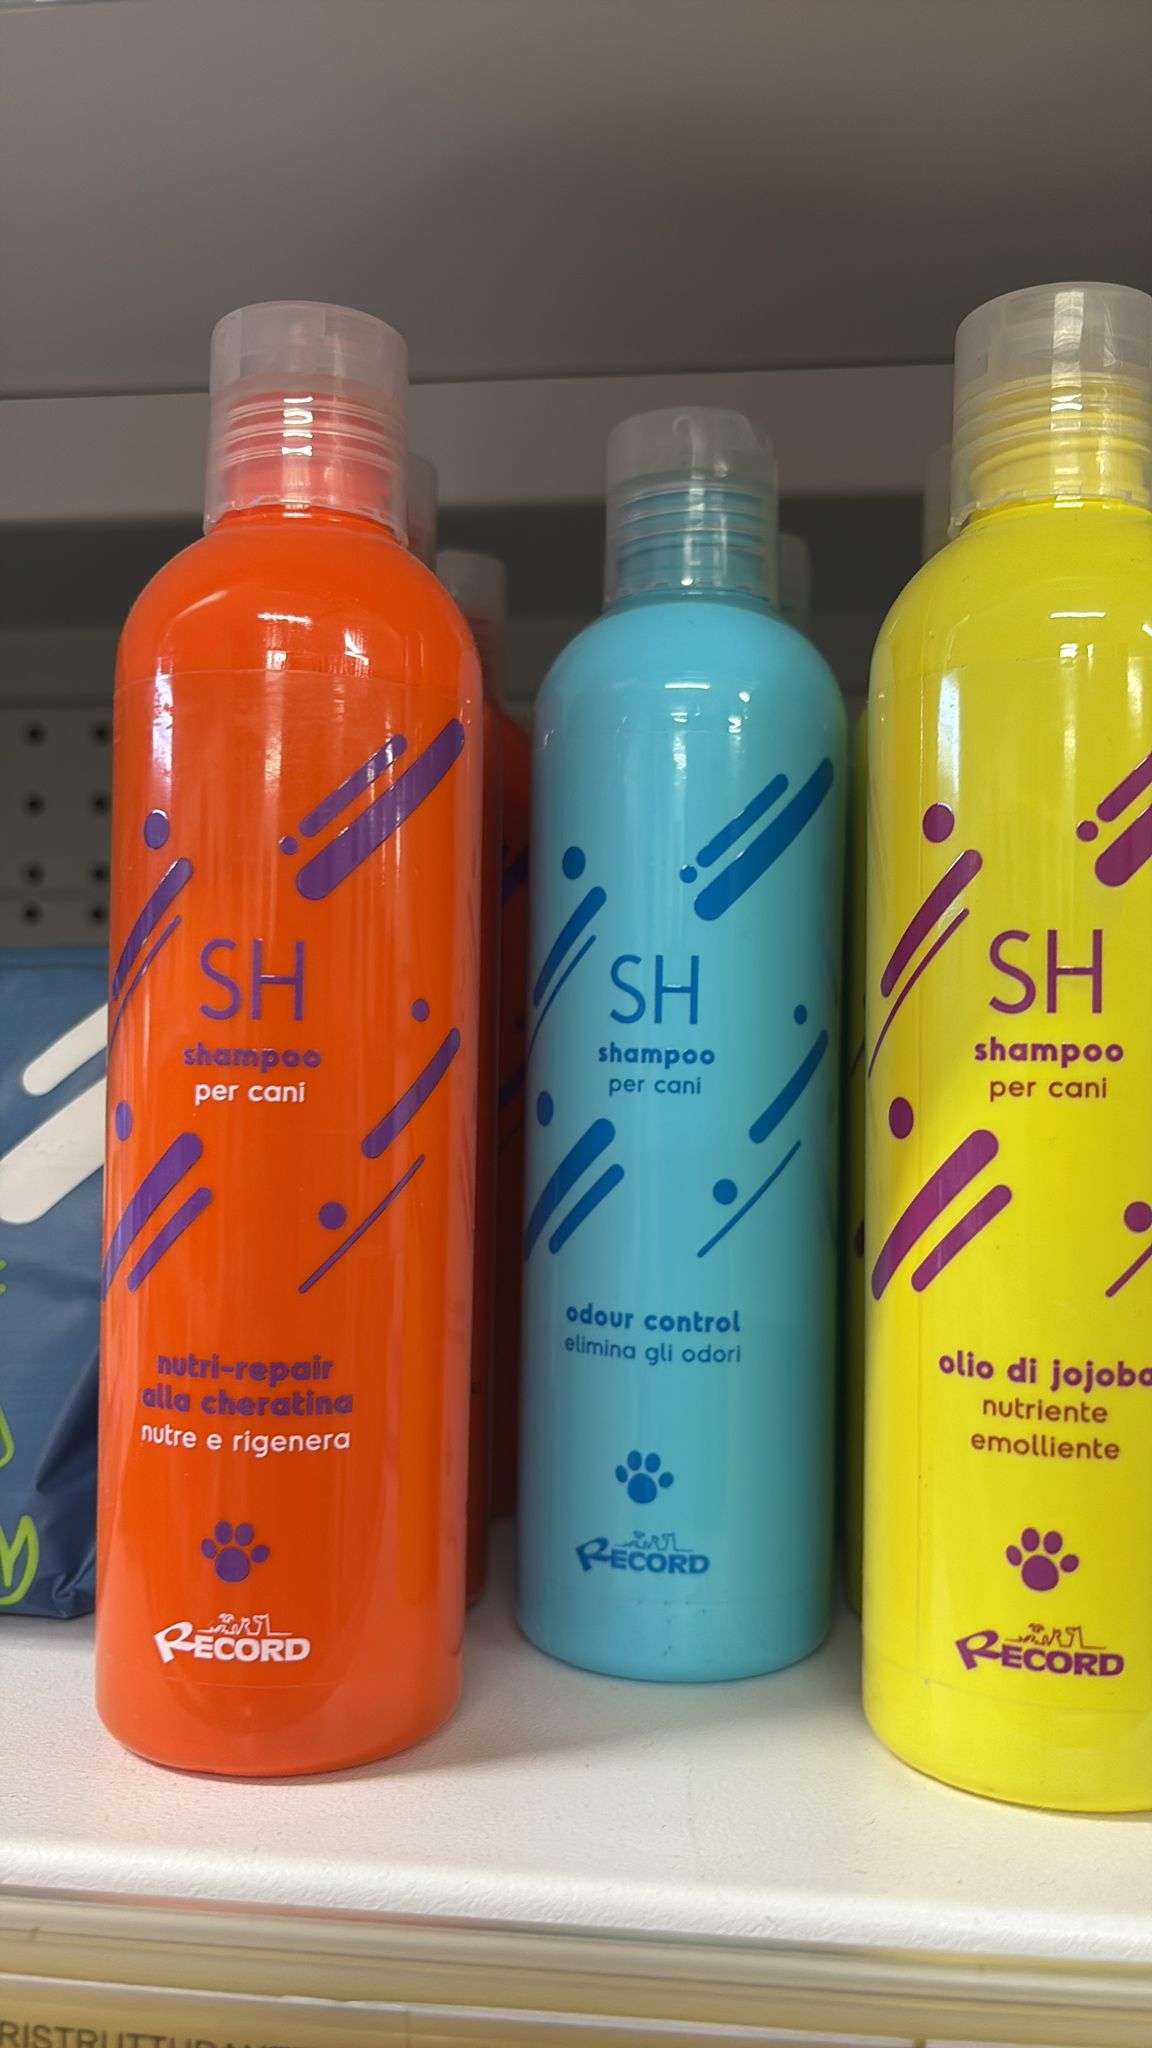 SH
shampoo
per cani
nutri-repair
alla cheratina
nutre e rigenera
RECORD
SH
shampoo
per cani
odour control
elimina gli odori
RECORD
SH
shampoo
per cani
olio di jojoba
nutriente
emolliente
RECORD